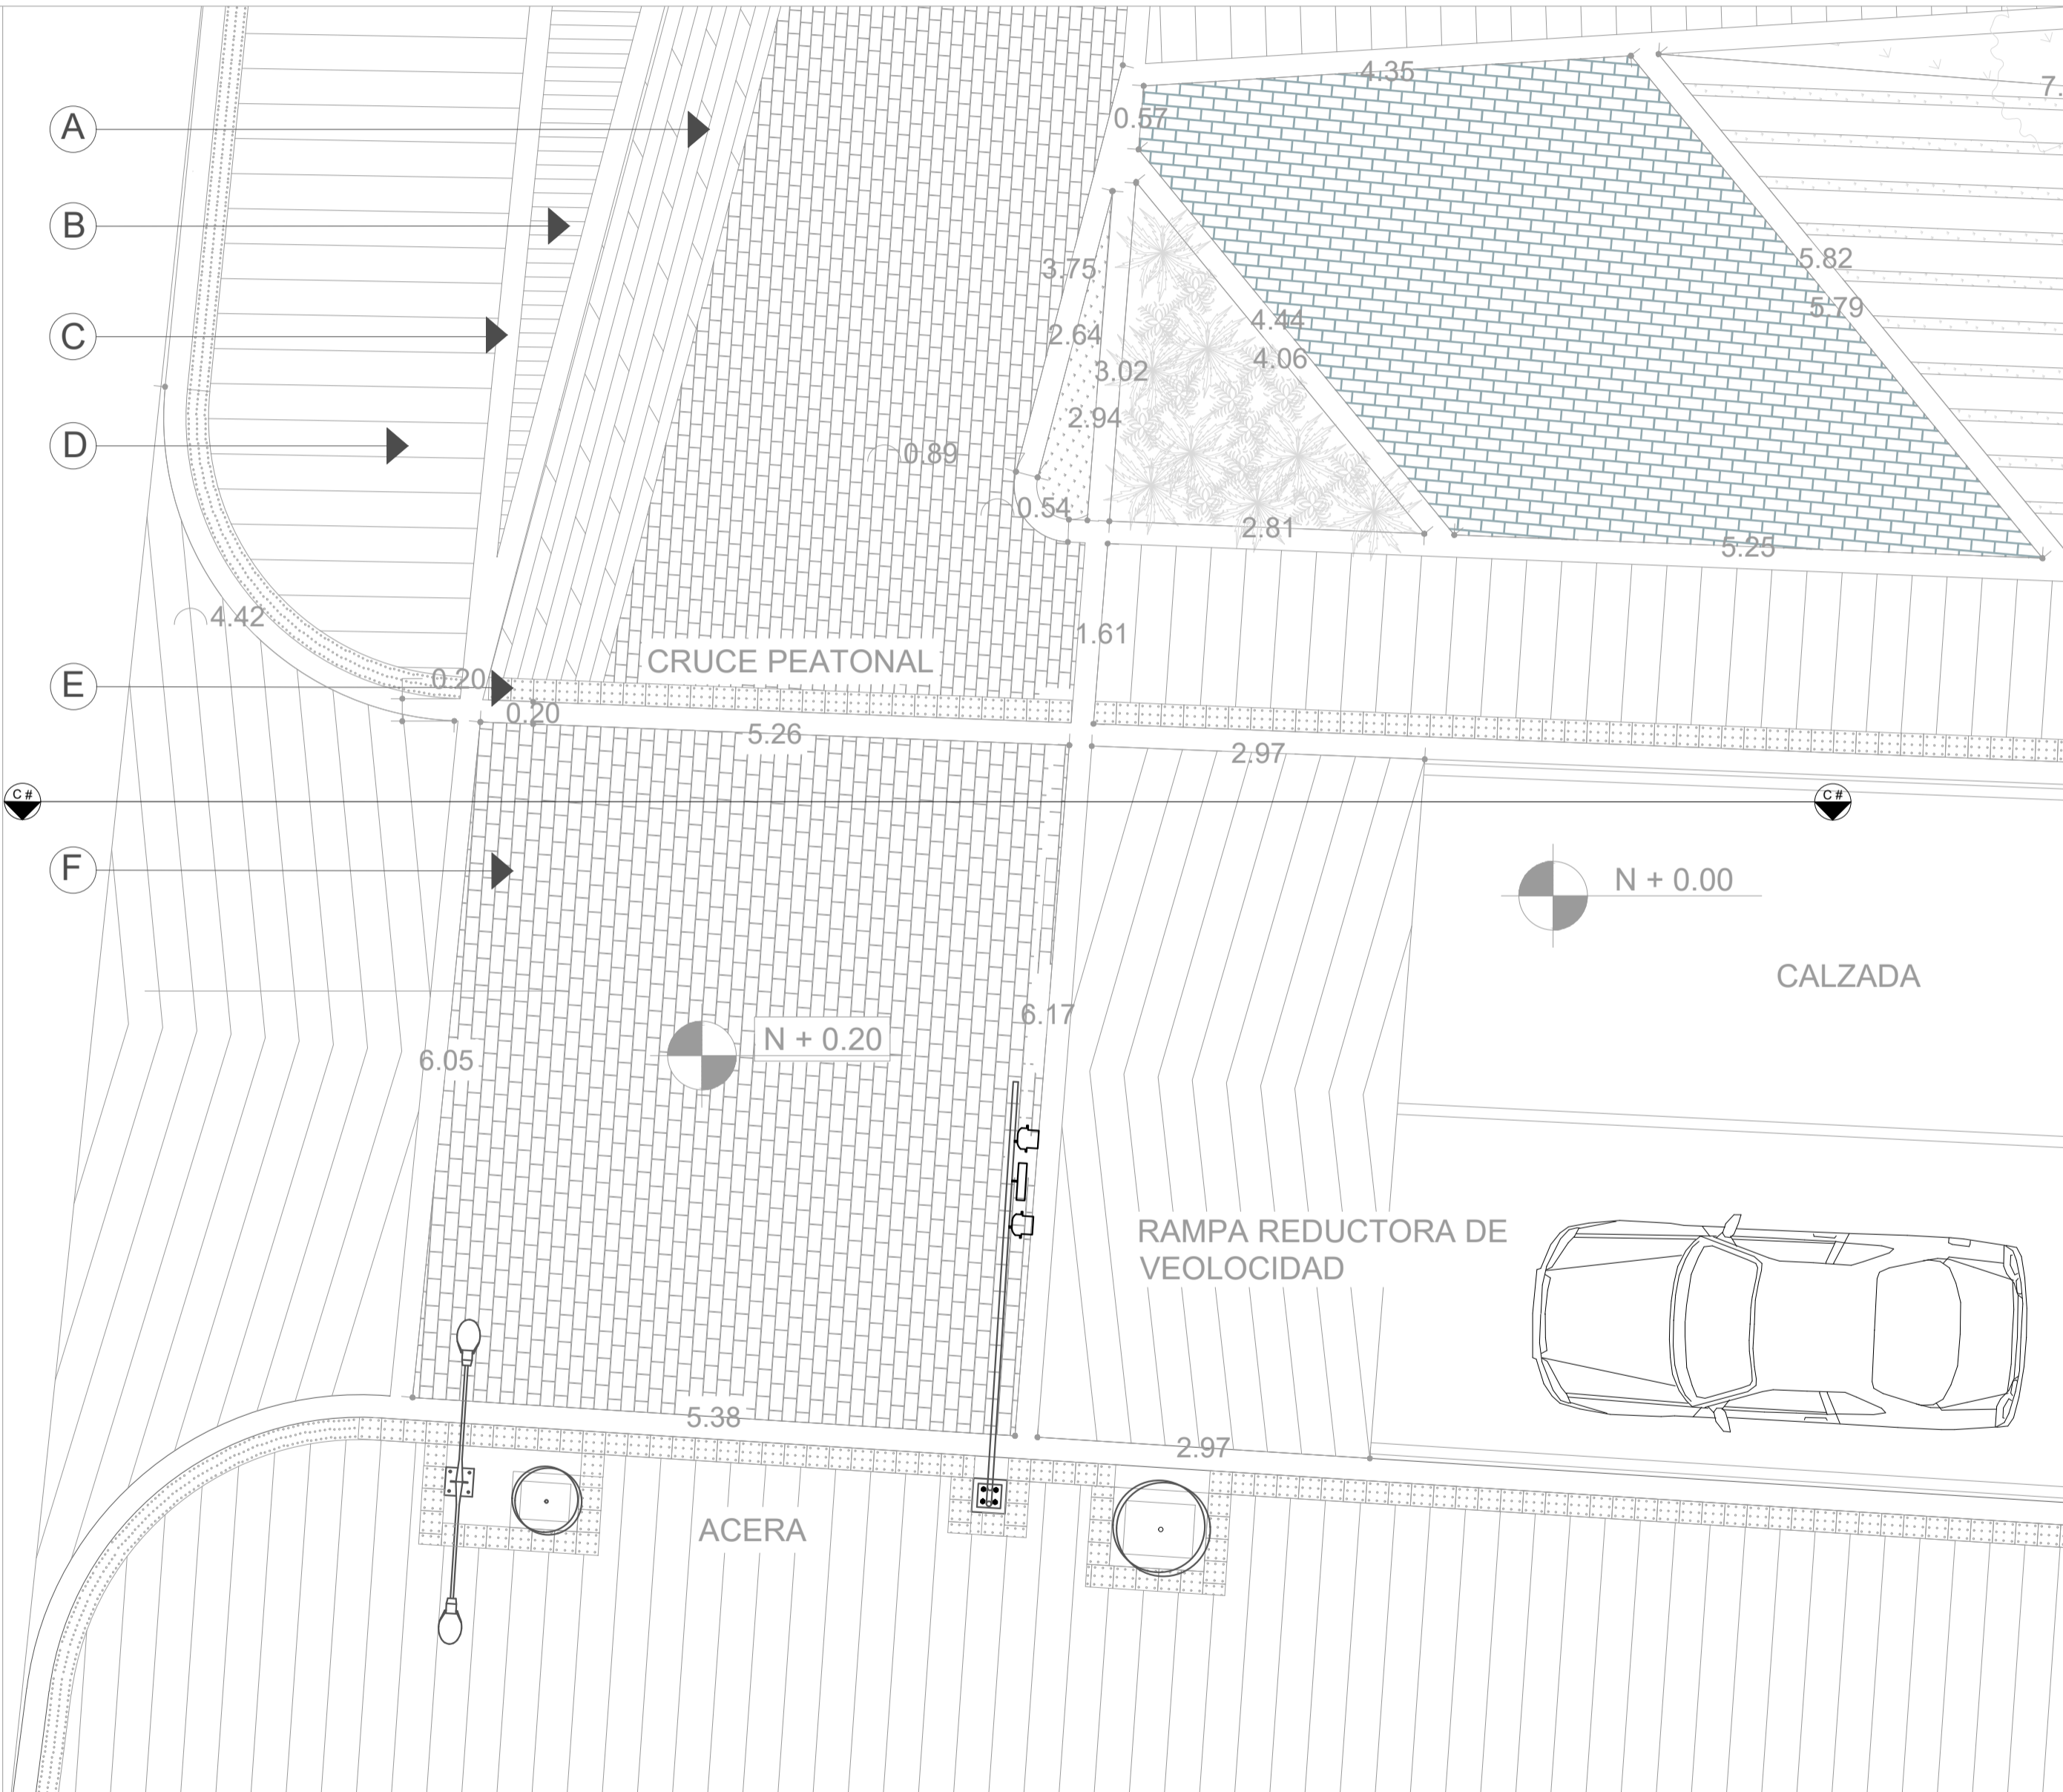 4.35
7.
A
0.57
B
5.82
3.75
5.79
C
2.64
4.44
4.06
3.02
2.94
D
0.89
0.54
2.81
5.25
4.42
1.61
CRUCE PEATONAL
E
0.20
0.20
5.26
2.97
C #
C #
F
N + 0.00
CALZADA
6.17
N + 0.20
6.05
RAMPA REDUCTORA DE
VEOLOCIDAD
5.38
2.97
ACERA